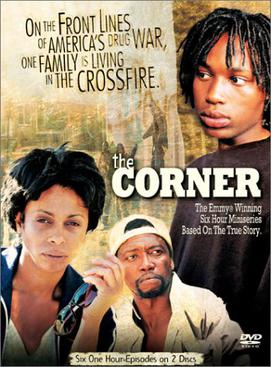 ON THE FRONT LINES
OF AMERICA'S DRUG WAR,
ONE FAMILY IS LIVING
IN THE CROSSFIRE.
the
CORNER
The Emmy® Winning
Six Hour Miniseries
Based On The True Story.
DVD
VIDEO
Six One Hour-Episodes on 2 Discs